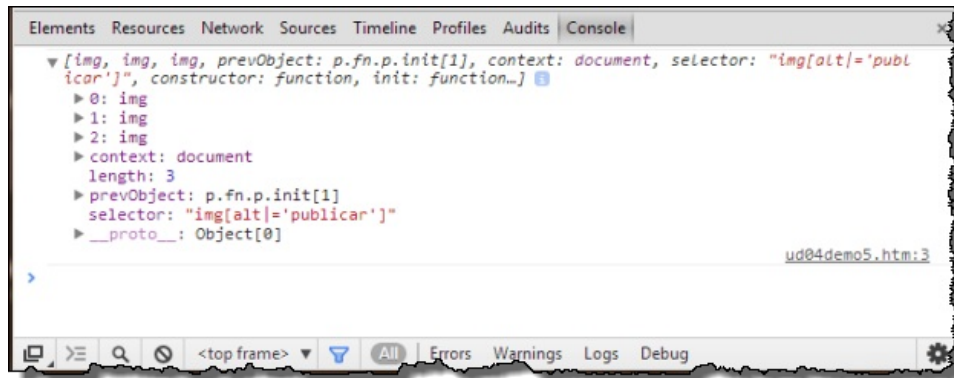 Elements Resources Network Sources Timeline Profiles Audits Console
[img, img, img, prevObject: p.fn.p.init[1], context: document, selector: "img[alt|='publ
icar']", constructor: function, init: function…]
0: img
1: img
2: img
context: document
length: 3
prevObject: p.fn.p.init[1]
selector: "img[alt|='publicar']"
__proto__: Object[0]
ud04demo5.htm:3
<top frame> All Errors Warnings Logs Debug